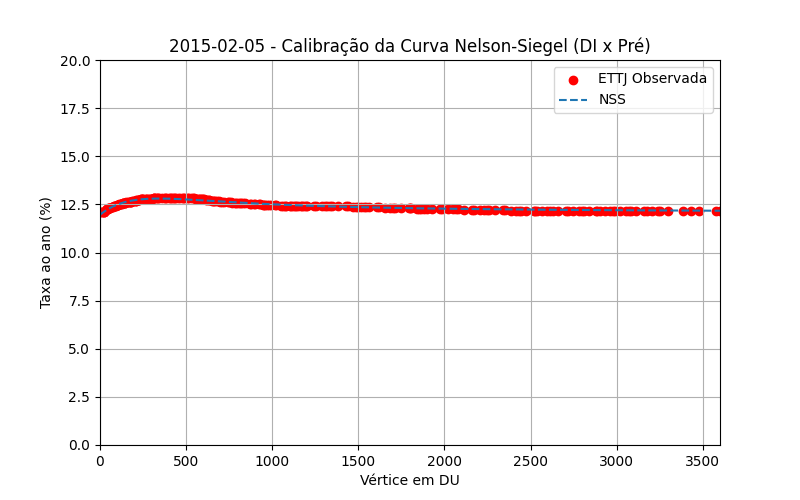 2015-02-05 - Calibração da Curva Nelson-Siegel (DI x Pré)
ETTJ Observada
NSS
Taxa ao ano (%)
20.0
17.5
15.0
12.5
10.0
7.5
5.0
2.5
0.0
0 500 1000 1500 2000 2500 3000 3500
Vértice em DU